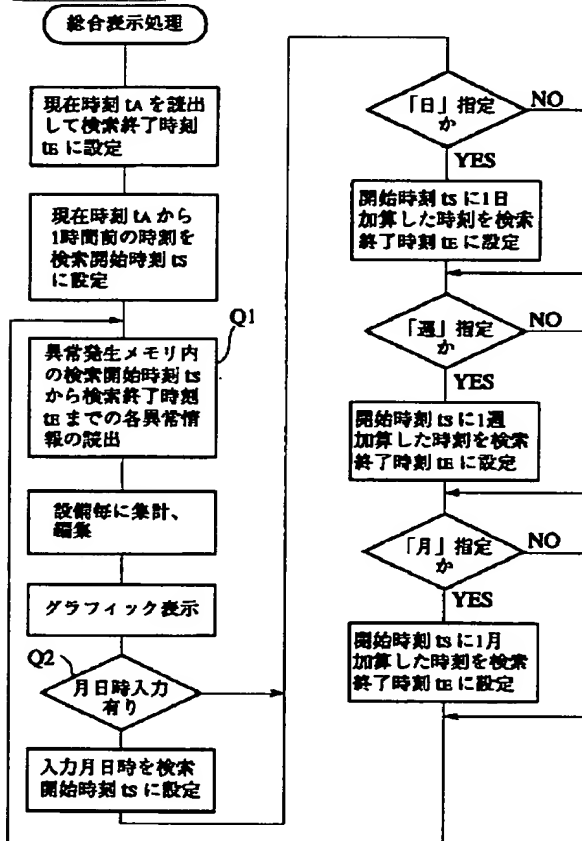 総合表示処理
現在時刻 tA を読出
して検索終了時刻
tE に設定
現在時刻 tA から
1時間前の時刻を
検索開始時刻 tS
に設定
Q1
異常発生メモリ内
の検索開始時刻 tS
から検索終了時刻
tE までの各異常情
報の読出
設備毎に集計、
編集
グラフィック表示
Q2
月日時入力
有り
入力月日時を検索
開始時刻 tS に設定
「日」指定
か
NO
YES
開始時刻 tS に1日
加算した時刻を検索
終了時刻 tE に設定
「週」指定
か
NO
YES
開始時刻 tS に1週
加算した時刻を検索
終了時刻 tE に設定
「月」指定
か
NO
YES
開始時刻 tS に1月
加算した時刻を検索
終了時刻 tE に設定